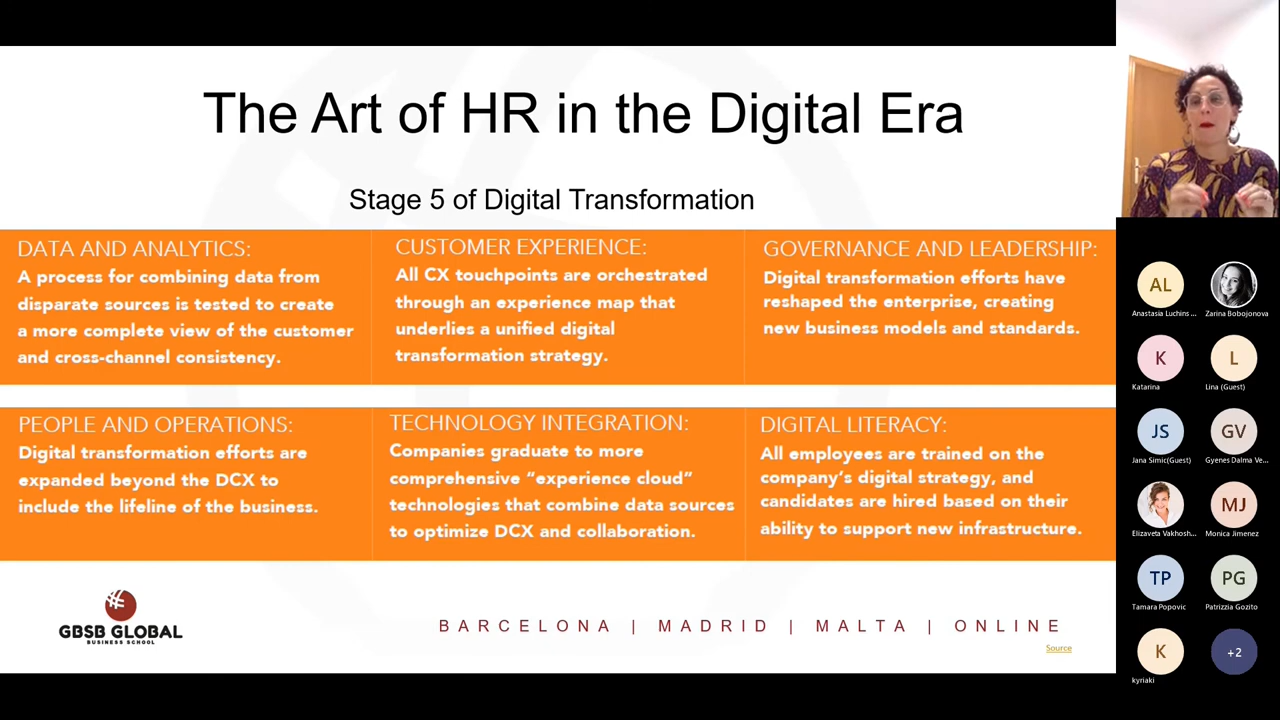 The Art of HR in the Digital Era
Stage 5 of Digital Transformation
DATA AND ANALYTICS:
A process for combining data from
disparate sources is tested to create
a more complete view of the customer
and cross-channel consistency.
CUSTOMER EXPERIENCE:
All CX touchpoints are orchestrated
through an experience map that
underlies a unified digital
transformation strategy.
GOVERNANCE AND LEADERSHIP:
Digital transformation efforts have
reshaped the enterprise, creating
new business models and standards.
PEOPLE AND OPERATIONS:
Digital transformation efforts are
expanded beyond the DCX to
include the lifeline of the business.
TECHNOLOGY INTEGRATION:
Companies graduate to more
comprehensive “experience cloud”
technologies that combine data sources
to optimize DCX and collaboration.
DIGITAL LITERACY:
All employees are trained on the
company’s digital strategy, and
candidates are hired based on their
ability to support new infrastructure.
GBSB GLOBAL
BUSINESS SCHOOL
BARCELONA | MADRID | MALTA | ONLINE
Source
AL
Anastasia Luchins ...
Zarina Bobojonova
K
Katarina
L
Lina (Guest)
JS
Jana Simic(Guest)
GV
Gyenes Dalma Ve...
Elizaveta Vakhosh...
MJ
Monica Jimenez
TP
Tamara Popovic
PG
Patrizzia Gozito
K
kyriaki
+2